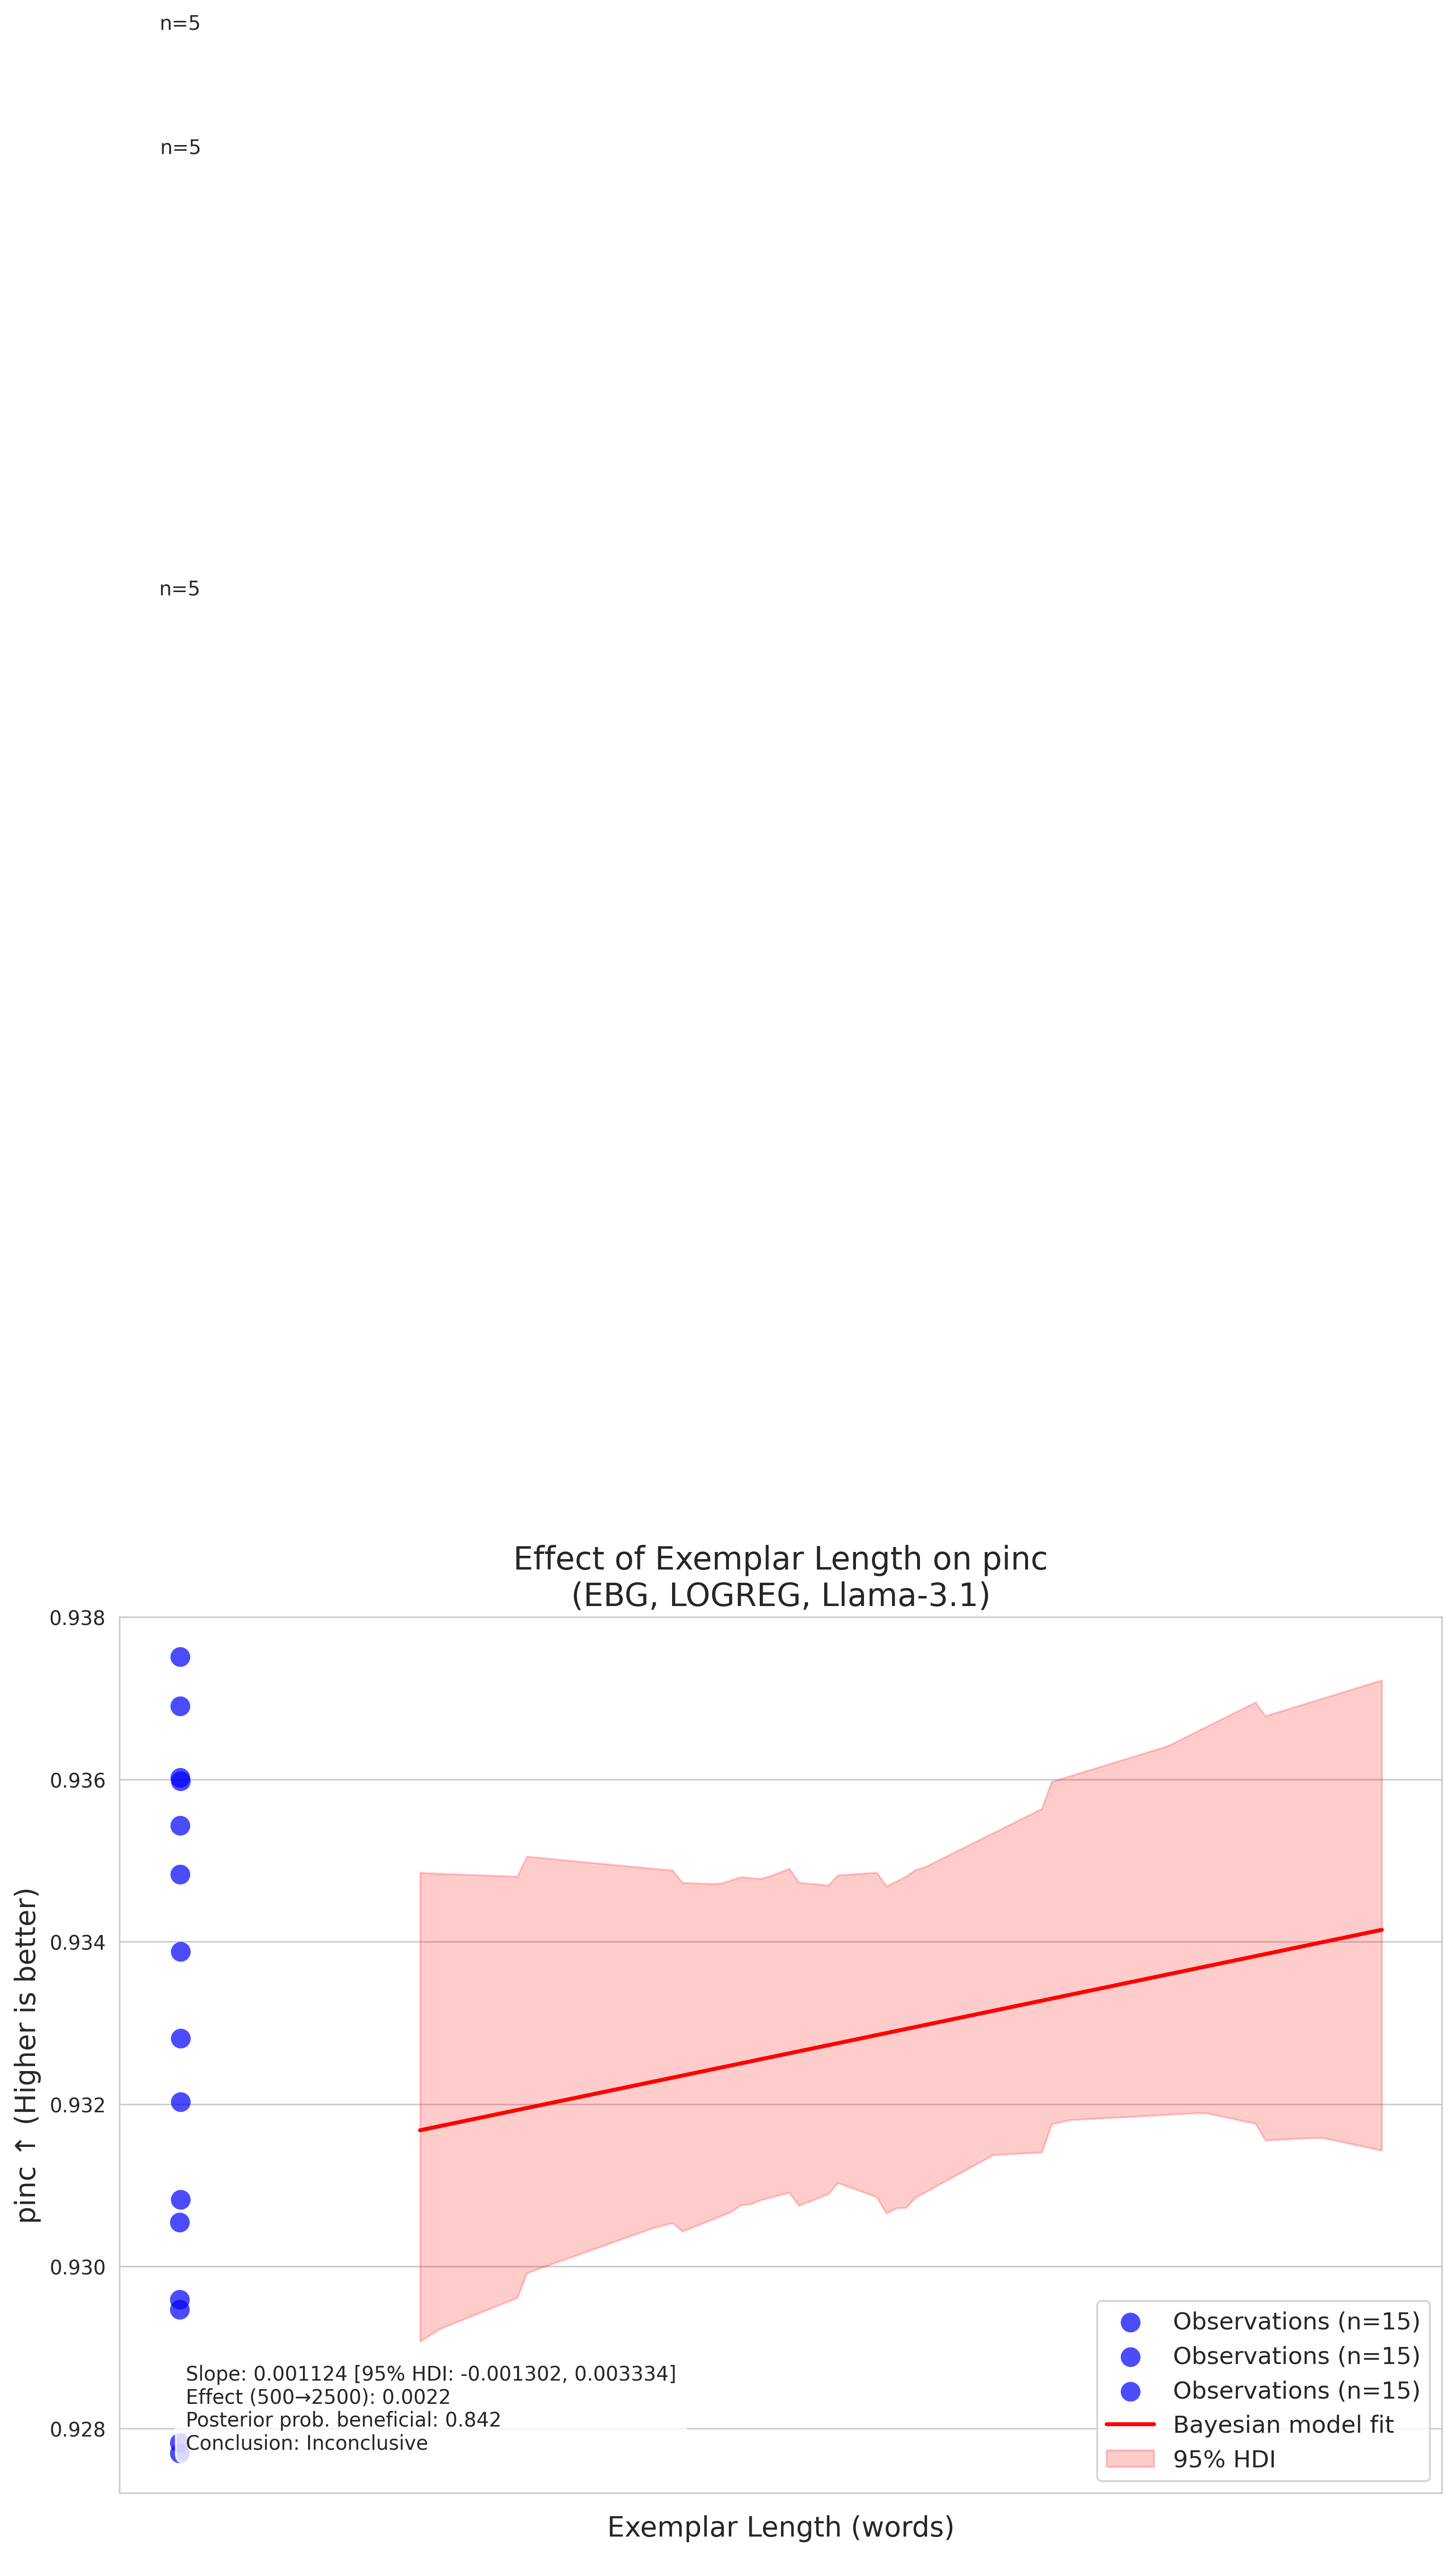 n=5
n=5
n=5
Effect of Exemplar Length on pinc
(EBG, LOGREG, Llama-3.1)
0.938
0.936
0.934
0.932
0.930
0.928
pinc ↑ (Higher is better)
Slope: 0.001124 [95% HDI: -0.001302, 0.003334]
Effect (500→2500): 0.0022
Posterior prob. beneficial: 0.842
Conclusion: Inconclusive
Observations (n=15)
Observations (n=15)
Observations (n=15)
Bayesian model fit
95% HDI
Exemplar Length (words)